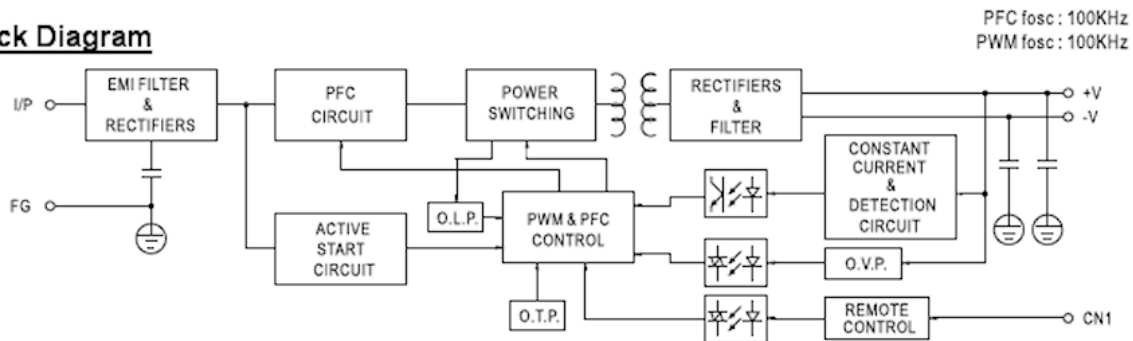 ck Diagram
PFC fosc : 100KHz
PWM fosc : 100KHz
I/P
EMI FILTER
&
RECTIFIERS
PFC
CIRCUIT
POWER
SWITCHING
RECTIFIERS
&
FILTER
+V
-V
CONSTANT
CURRENT
&
DETECTION
CIRCUIT
FG
O.L.P.
PWM & PFC
CONTROL
ACTIVE
START
CIRCUIT
O.V.P.
O.T.P.
REMOTE
CONTROL
CN1